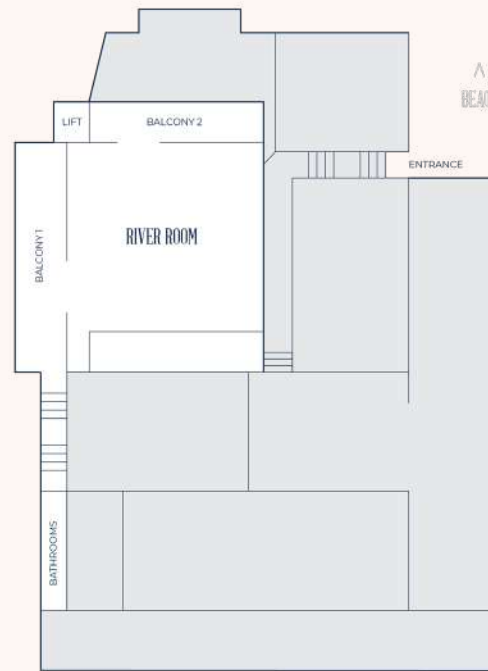 LIFT
BALCONY 2
ENTRANCE
RIVER ROOM
BALCONY 1
BATHROOMS